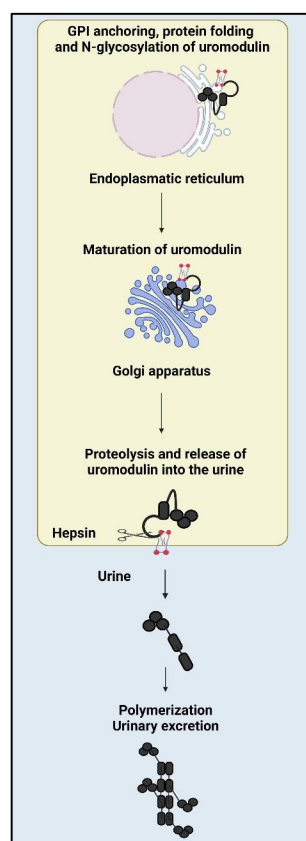 GPI anchoring, protein folding
and N-glycosylation of uromodulin
Endoplasmatic reticulum
Maturation of uromodulin
Golgi apparatus
Proteolysis and release of
uromodulin into the urine
Hepsin
Urine
Polymerization
Urinary excretion